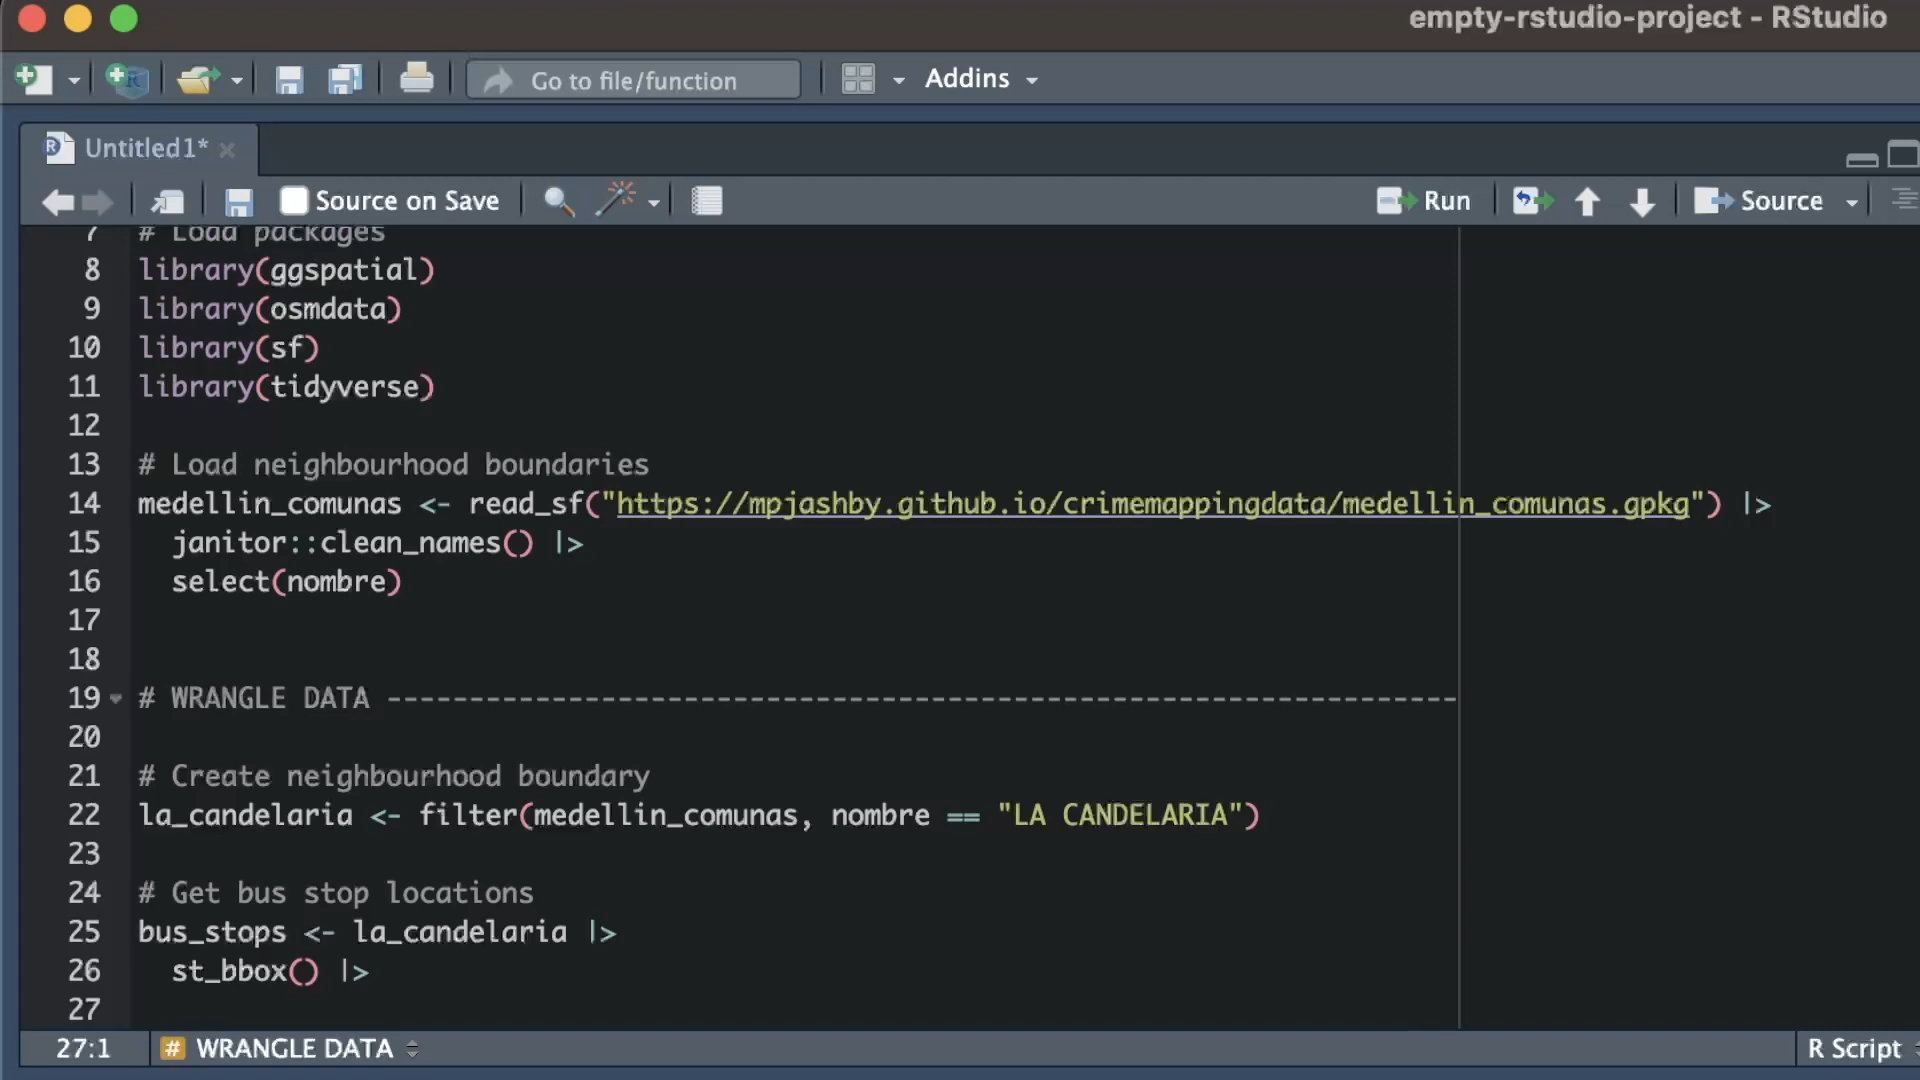 empty-rstudio-project - RStudio
Go to file/function
Addins
Untitled1*
Source on Save
Run
Source
7 # Load packages
8 library(ggspatial)
9 library(osmdata)
10 library(sf)
11 library(tidyverse)
12
13 # Load neighbourhood boundaries
14 medellin_comunas <- read_sf("https://mpjashby.github.io/crimemappingdata/medellin_comunas.gpkg") |>
15 janitor::clean_names() |>
16 select(nombre)
17
18
19 # WRANGLE DATA -----------------------------------------------------------------
20
21 # Create neighbourhood boundary
22 la_candelaria <- filter(medellin_comunas, nombre == "LA CANDELARIA")
23
24 # Get bus stop locations
25 bus_stops <- la_candelaria |>
26 st_bbox() |>
27
27:1
# WRANGLE DATA
R Script